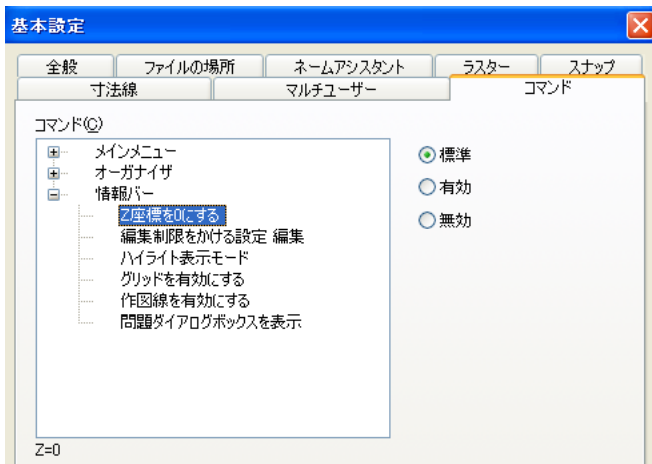 基本設定
全般 ファイルの場所 ネームアシスタント ラスター スナップ
寸法線 マルチユーザー コマンド
コマンド(C)
メインメニュー
オーガナイザ
情報バー
Z座標を0にする
編集制限をかける設定 編集
ハイライト表示モード
グリッドを有効にする
作図線を有効にする
問題ダイアログボックスを表示
標準
有効
無効
Z=0